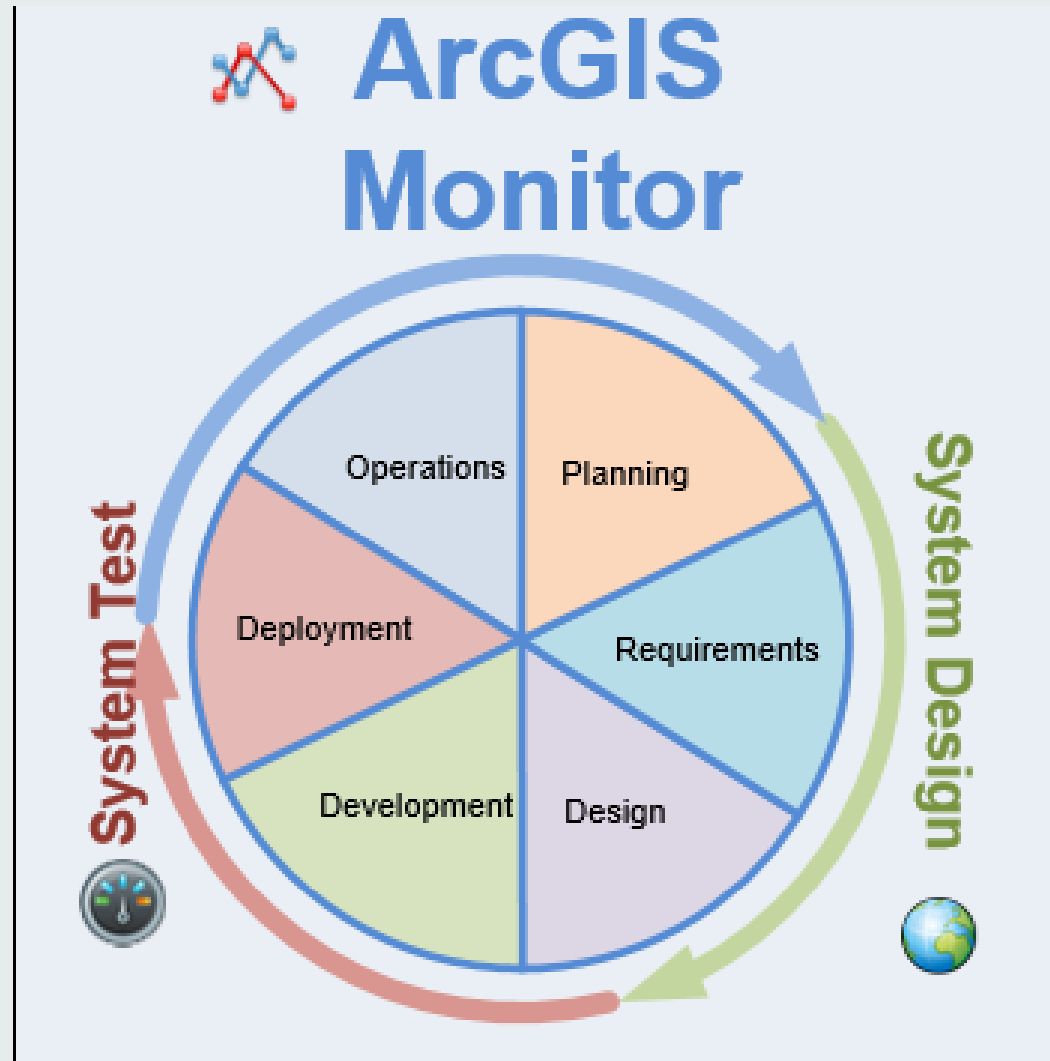 ArcGIS
Monitor
Operations
Planning
System Test
System Design
Deployment
Requirements
Development
Design